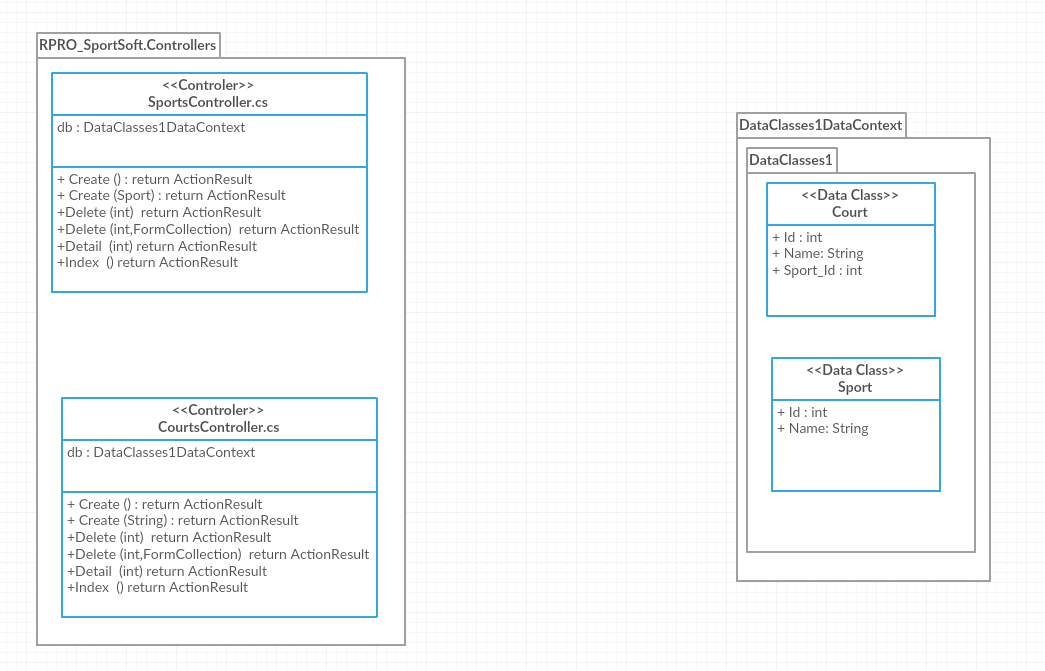 RPRO_SportSoft.Controllers
<<Controler>>
SportsController.cs
db : DataClasses1DataContext
+ Create () : return ActionResult
+ Create (Sport) : return ActionResult
+Delete (int)  return ActionResult
+Delete (int,FormCollection)  return ActionResult
+Detail  (int) return ActionResult
+Index  () return ActionResult
<<Controler>>
CourtsController.cs
db : DataClasses1DataContext
+ Create () : return ActionResult
+ Create (String) : return ActionResult
+Delete (int)  return ActionResult
+Delete (int,FormCollection)  return ActionResult
+Detail  (int) return ActionResult
+Index  () return ActionResult
DataClasses1DataContext
DataClasses1
<<Data Class>>
Court
+ Id : int
+ Name: String
+ Sport_Id : int
<<Data Class>>
Sport
+ Id : int
+ Name: String